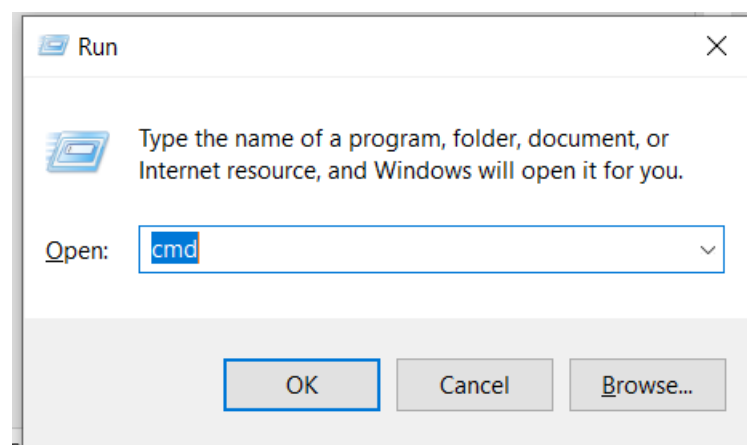 Run
Type the name of a program, folder, document, or
Internet resource, and Windows will open it for you.
Open: cmd
OK Cancel Browse...